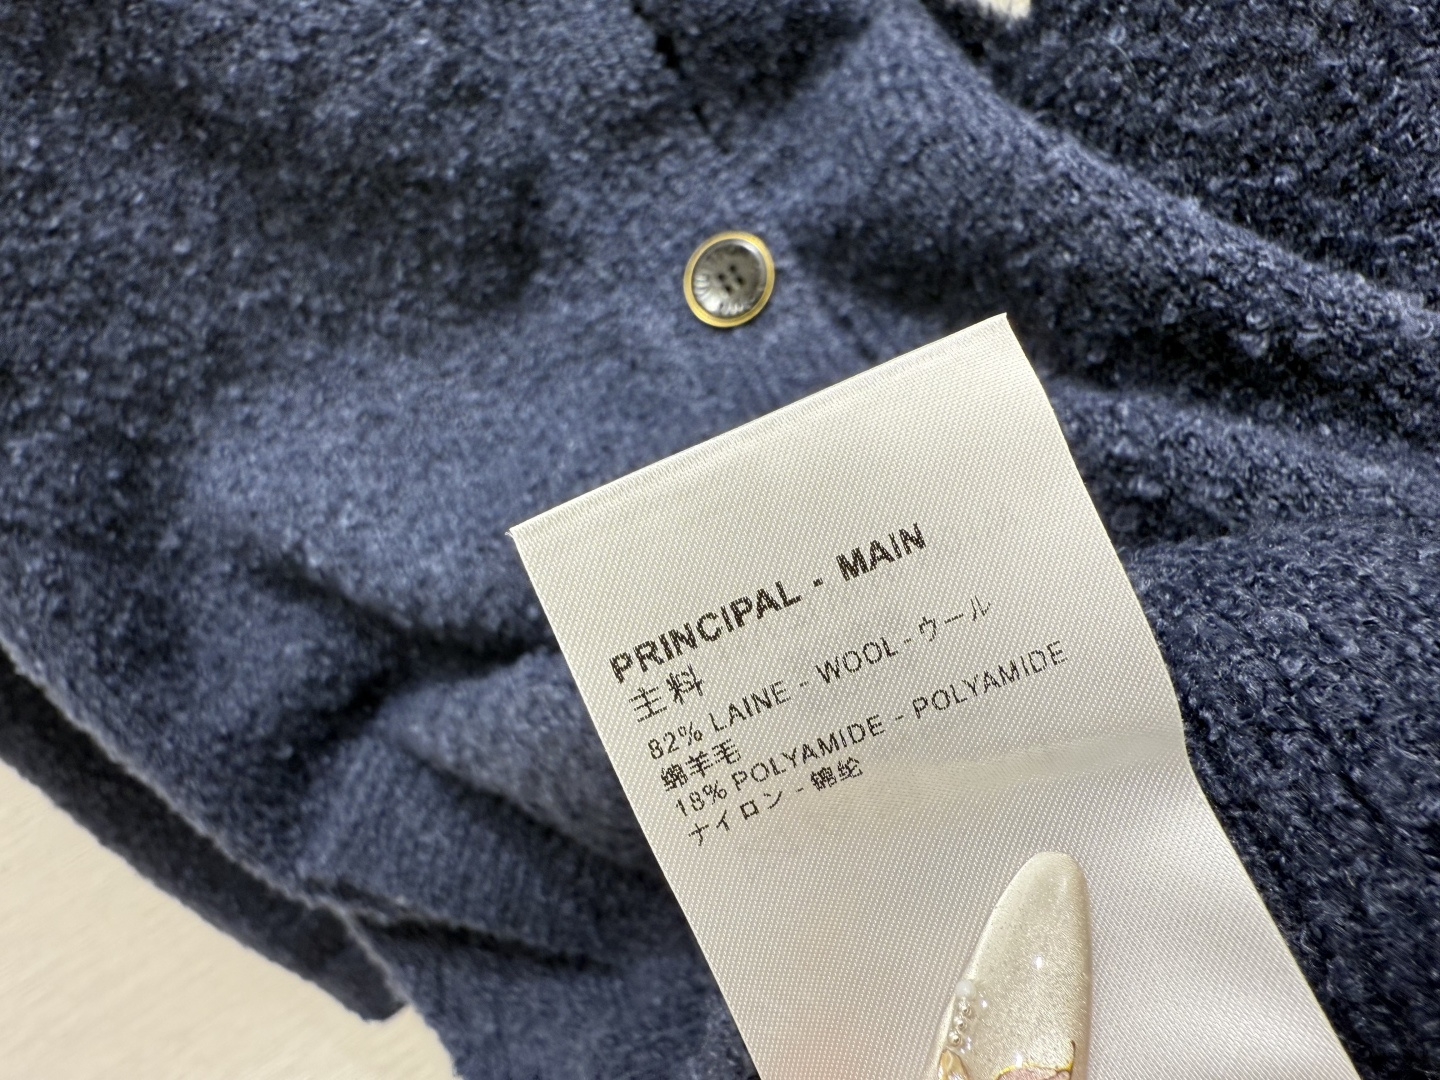 PRINCIPAL - MAIN
主料
82% LAINE - WOOL-ウール
绵羊毛
18% POLYAMIDE - POLYAMIDE
ナイロン - 锦纶